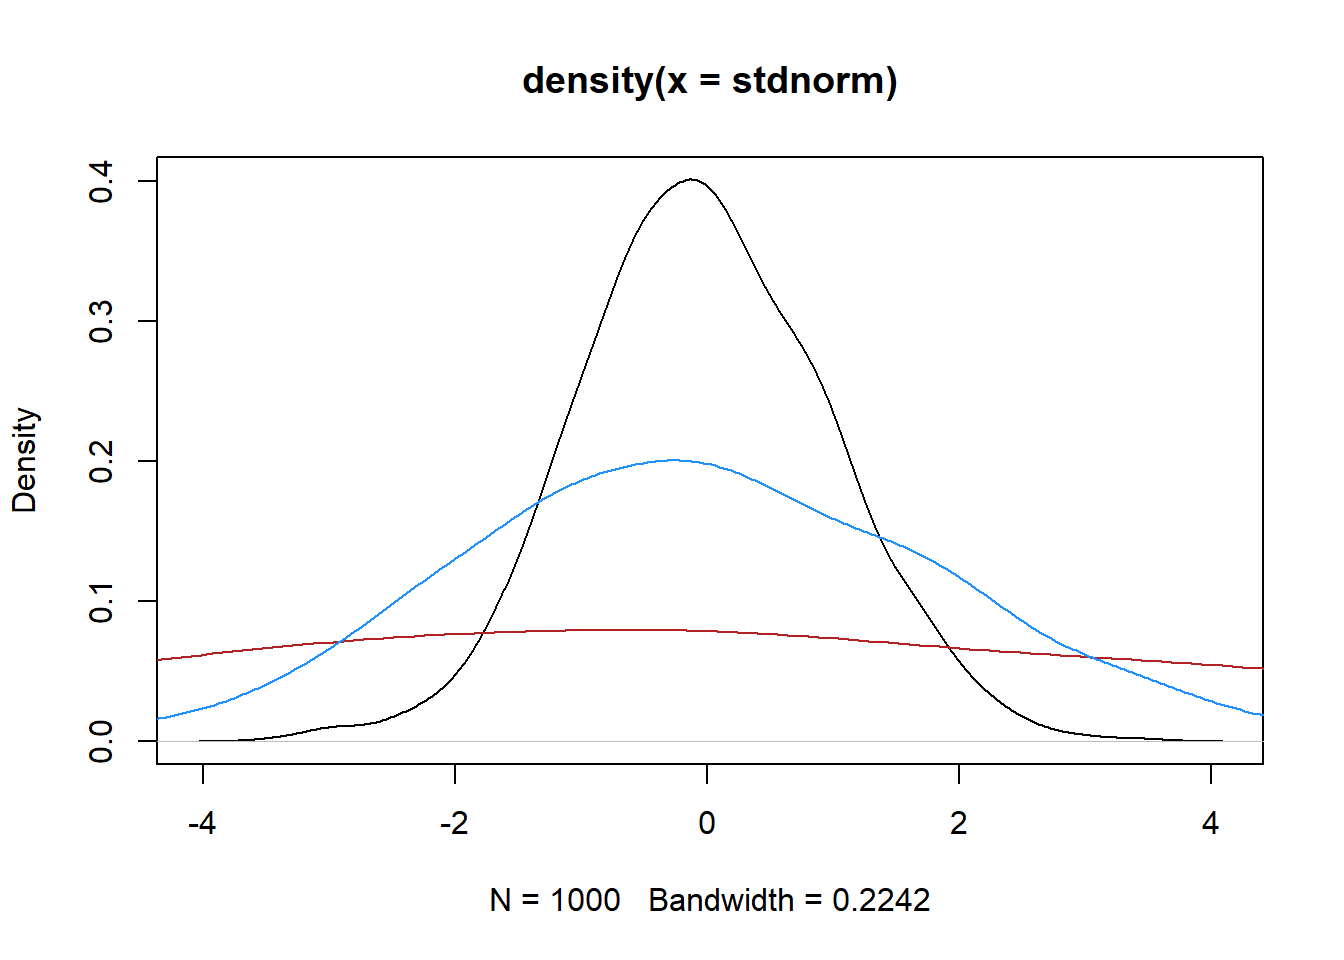 density(x = stdnorm)
Density
0.4
0.3
0.2
0.1
0.0
-4 -2 0 2 4
N = 1000 Bandwidth = 0.2242